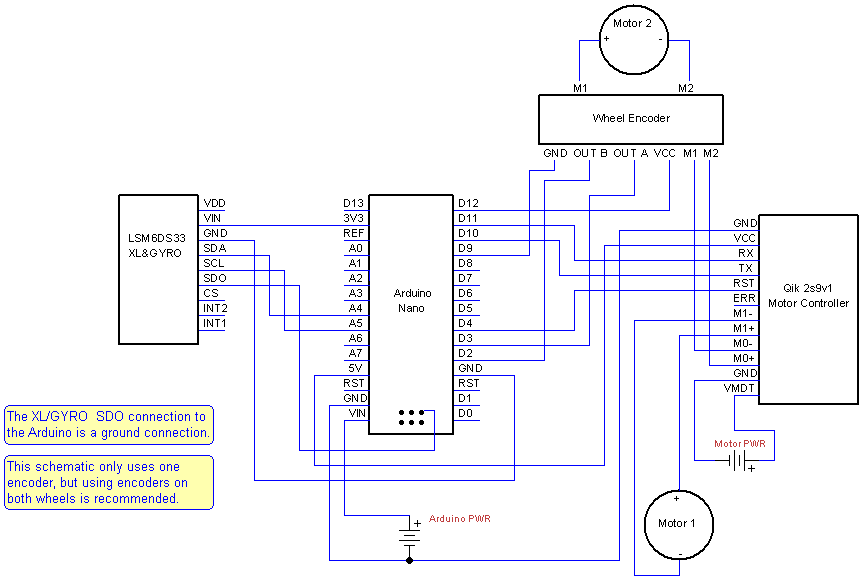 Motor 2
+
-
M1
M2
Wheel Encoder
GND OUT B OUT A VCC M1 M2
LSM6DS33
XL&GYRO
VDD
VIN
GND
SDA
SCL
SDO
CS
INT2
INT1
Arduino
Nano
D13
3V3
REF
A0
A1
A2
A3
A4
A5
A6
A7
5V
RST
GND
VIN
D12
D11
D10
D9
D8
D7
D6
D5
D4
D3
D2
GND
RST
D1
D0
GND
VCC
RX
TX
RST
ERR
M1-
M1+
M0-
M0+
GND
VMDT
Qik 2s9v1
Motor Controller
The XL/GYRO SDO connection to
the Arduino is a ground connection.
This schematic only uses one
encoder, but using encoders on
both wheels is recommended.
Motor PWR
+
+
Motor 1
-
+
Arduino PWR